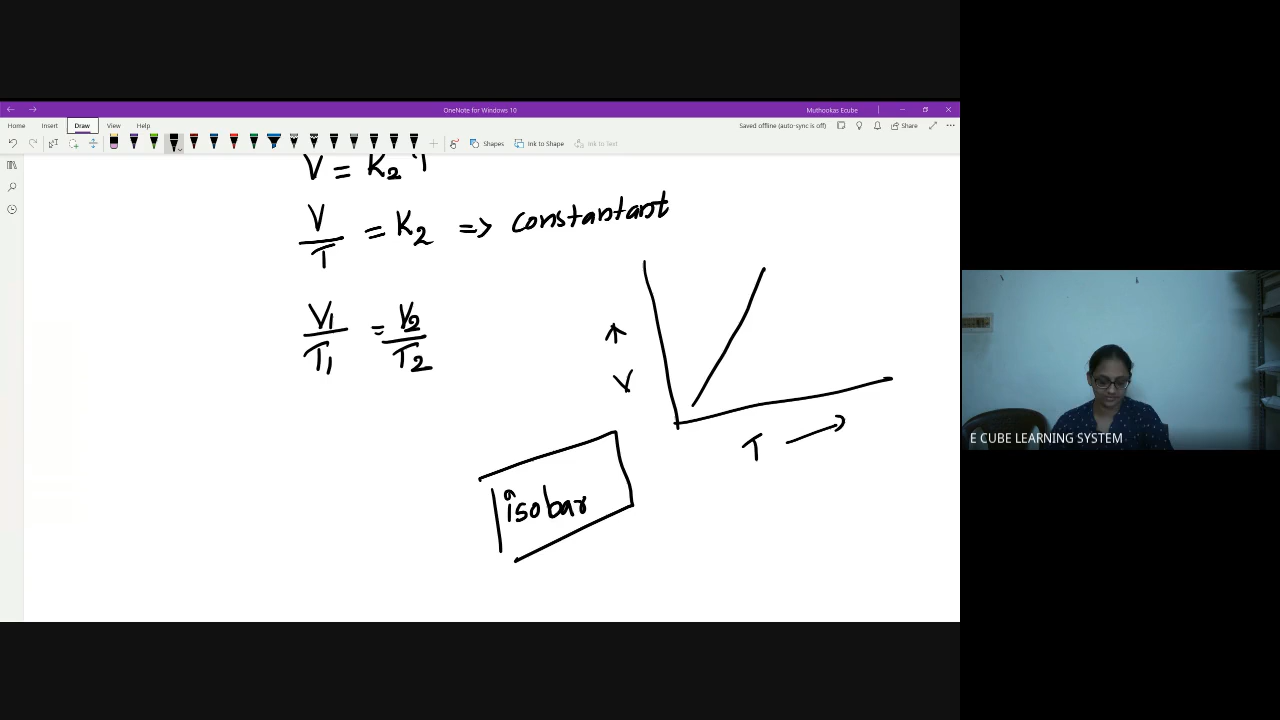 OneNote for Windows 10
Muthookas Ecube
Home Insert Draw View Help
Saved offline (auto-sync is off) Share
Shapes Ink to Shape Ink to Text
V = K2 T
V/T = K2 => constantant
V1/T1 = V2/T2
V
T
isobar
E CUBE LEARNING SYSTEM